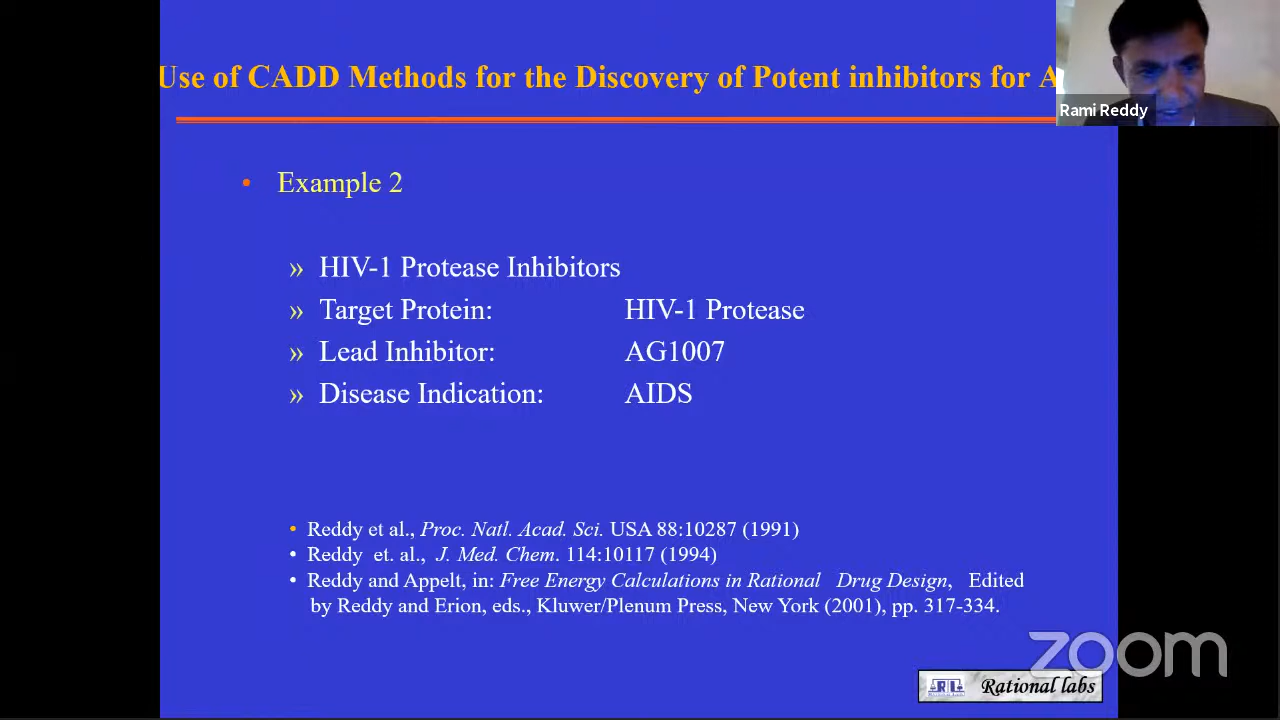 Use of CADD Methods for the Discovery of Potent inhibitors for A
Rami Reddy
• Example 2
» HIV-1 Protease Inhibitors
» Target Protein: HIV-1 Protease
» Lead Inhibitor: AG1007
» Disease Indication: AIDS
• Reddy et al., Proc. Natl. Acad. Sci. USA 88:10287 (1991)
• Reddy et. al., J. Med. Chem. 114:10117 (1994)
• Reddy and Appelt, in: Free Energy Calculations in Rational Drug Design, Edited
by Reddy and Erion, eds., Kluwer/Plenum Press, New York (2001), pp. 317-334.
zoom
RL Rational labs